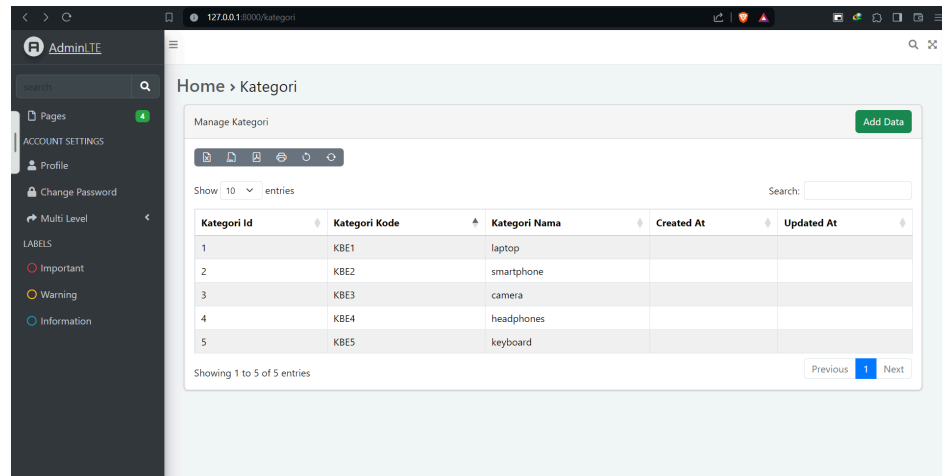 127.0.0.1:8000/kategori
AdminLTE
search
Pages 4
ACCOUNT SETTINGS
Profile
Change Password
Multi Level
LABELS
Important
Warning
Information
Home › Kategori
Manage Kategori Add Data
Show 10 entries Search:
Kategori Id Kategori Kode Kategori Nama Created At Updated At
1 KBE1 laptop
2 KBE2 smartphone
3 KBE3 camera
4 KBE4 headphones
5 KBE5 keyboard
Showing 1 to 5 of 5 entries Previous 1 Next